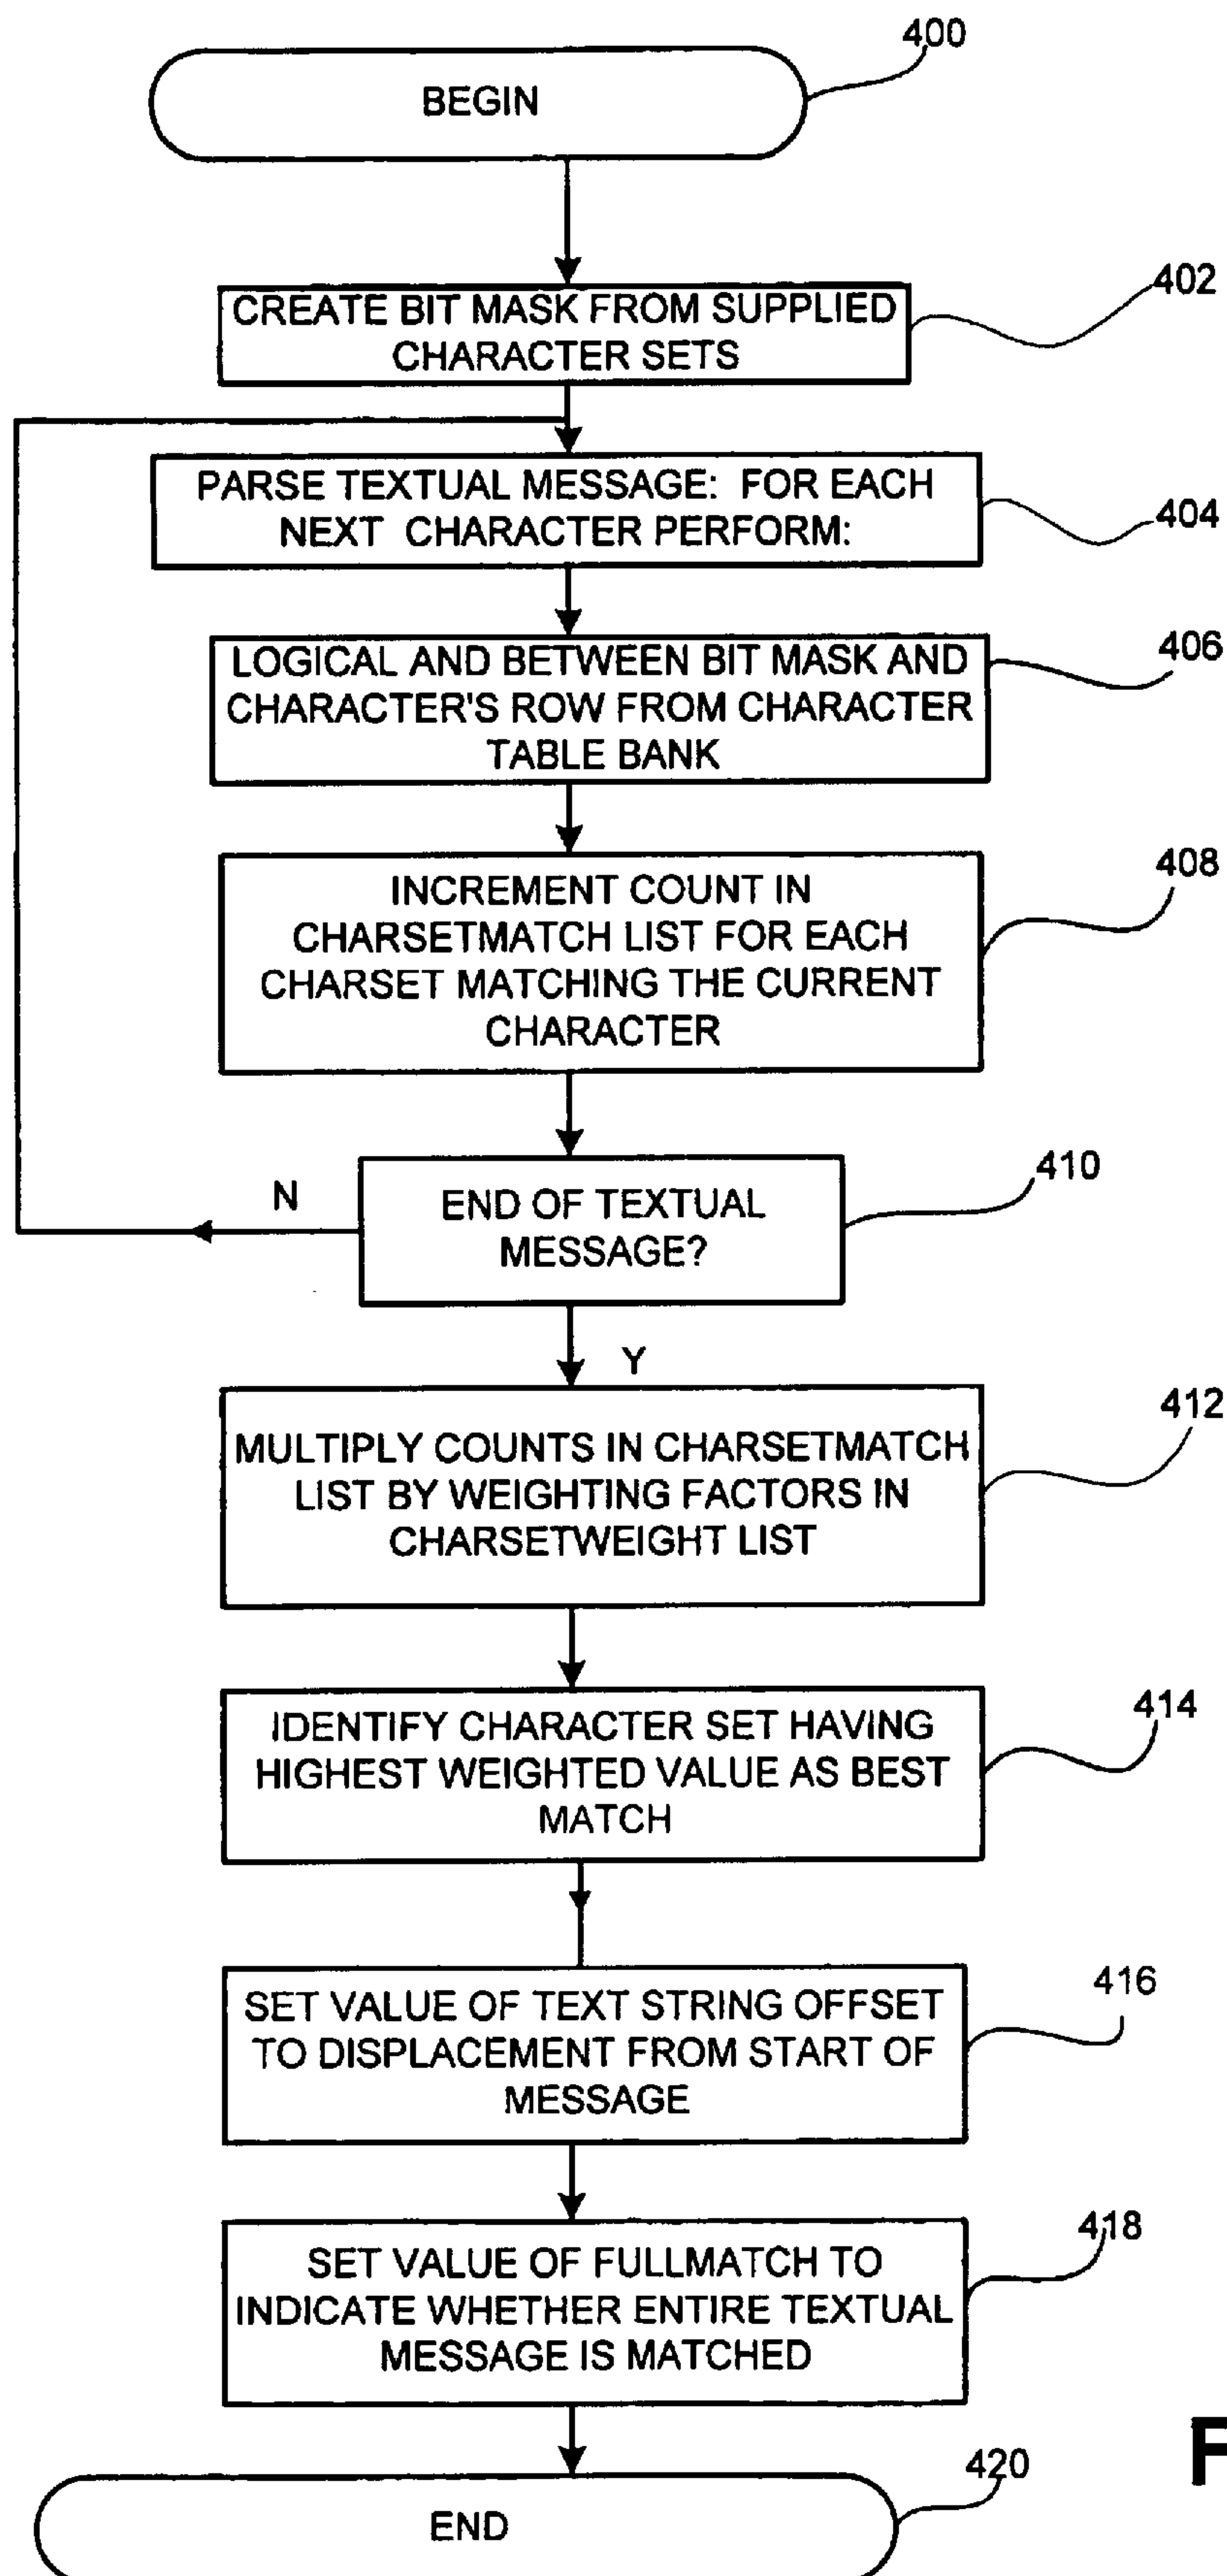 400
BEGIN
402
CREATE BIT MASK FROM SUPPLIED
CHARACTER SETS
PARSE TEXTUAL MESSAGE: FOR EACH
NEXT CHARACTER PERFORM:
404
406
LOGICAL AND BETWEEN BIT MASK AND
CHARACTER'S ROW FROM CHARACTER
TABLE BANK
408
INCREMENT COUNT IN
CHARSETMATCH LIST FOR EACH
CHARSET MATCHING THE CURRENT
CHARACTER
410
N
END OF TEXTUAL
MESSAGE?
Y
412
MULTIPLY COUNTS IN CHARSETMATCH
LIST BY WEIGHTING FACTORS IN
CHARSETWEIGHT LIST
414
IDENTIFY CHARACTER SET HAVING
HIGHEST WEIGHTED VALUE AS BEST
MATCH
416
SET VALUE OF TEXT STRING OFFSET
TO DISPLACEMENT FROM START OF
MESSAGE
418
SET VALUE OF FULLMATCH TO
INDICATE WHETHER ENTIRE TEXTUAL
MESSAGE IS MATCHED
420
END